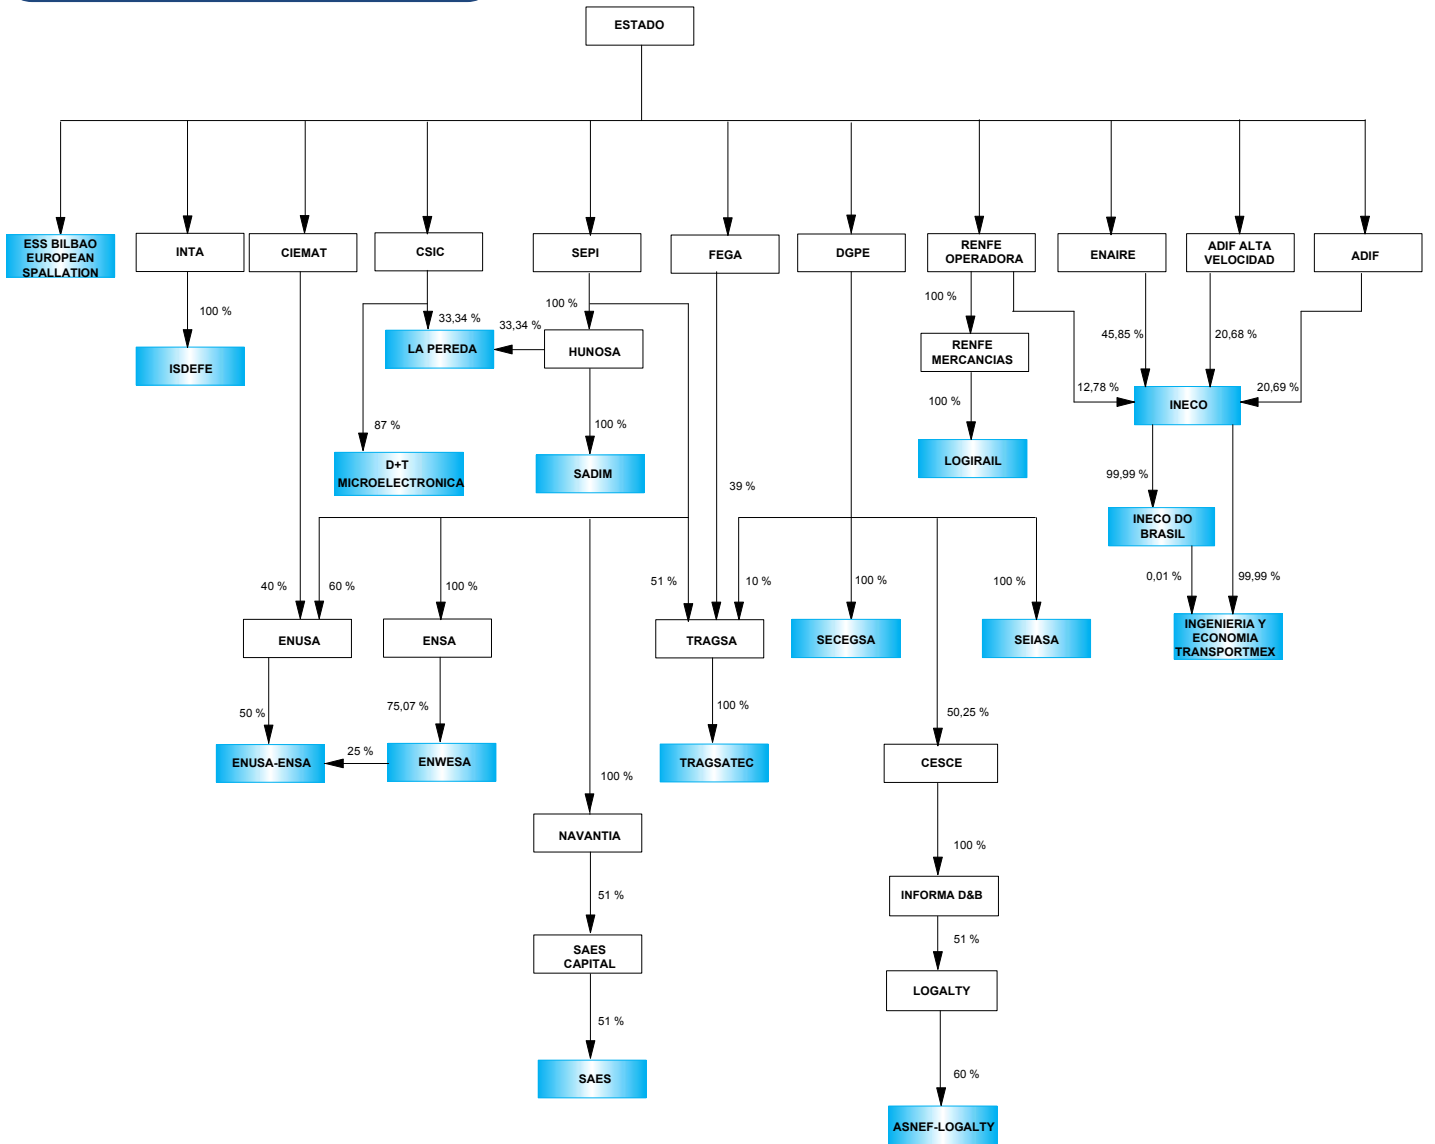 ESTADO
ESS BILBAO
EUROPEAN
SPALLATION
INTA
CIEMAT
CSIC
SEPI
FEGA
DGPE
RENFE
OPERADORA
ENAIRE
ADIF ALTA
VELOCIDAD
ADIF
100 %
33,34 %
33,34 %
100 %
100 %
45,85 %
20,68 %
ISDEFE
LA PEREDA
HUNOSA
RENFE
MERCANCIAS
12,78 %
20,69 %
INECO
87 %
100 %
100 %
D+T
MICROELECTRONICA
SADIM
LOGIRAIL
39 %
99,99 %
INECO DO
BRASIL
40 %
60 %
100 %
51 %
10 %
100 %
100 %
0,01 %
99,99 %
ENUSA
ENSA
TRAGSA
SECEGSA
SEIASA
INGENIERIA Y
ECONOMIA
TRANSPORTMEX
50 %
75,07 %
100 %
50,25 %
ENUSA-ENSA
25 %
ENWESA
TRAGSATEC
CESCE
100 %
NAVANTIA
100 %
51 %
INFORMA D&B
SAES
CAPITAL
51 %
LOGALTY
51 %
SAES
60 %
ASNEF-LOGALTY